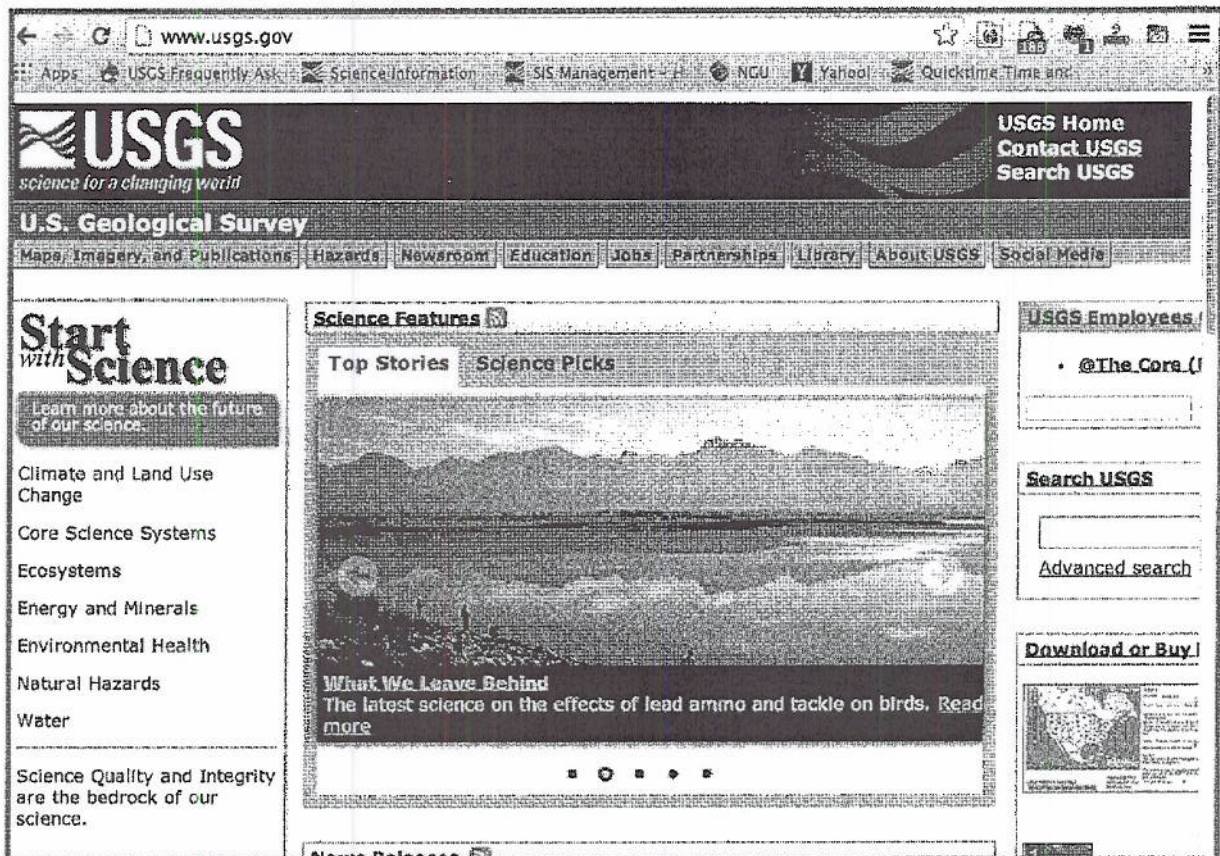 www.usgs.gov
188
1
Apps USGS Frequently Ask Science Information SIS Management - H NGU Yahoo! Quicktime Time and
USGS
science for a changing world
USGS Home
Contact USGS
Search USGS
U.S. Geological Survey
Maps, Imagery, and Publications Hazards Newsroom Education Jobs Partnerships Library About USGS Social Media
Start
with Science
Learn more about the future
of our science.
Climate and Land Use
Change
Core Science Systems
Ecosystems
Energy and Minerals
Environmental Health
Natural Hazards
Water
Science Quality and Integrity
are the bedrock of our
science.
Science Features
Top Stories Science Picks
What We Leave Behind
The latest science on the effects of lead ammo and tackle on birds. Read
more
News Releases
USGS Employees
@The Core (
Search USGS
Advanced search
Download or Buy